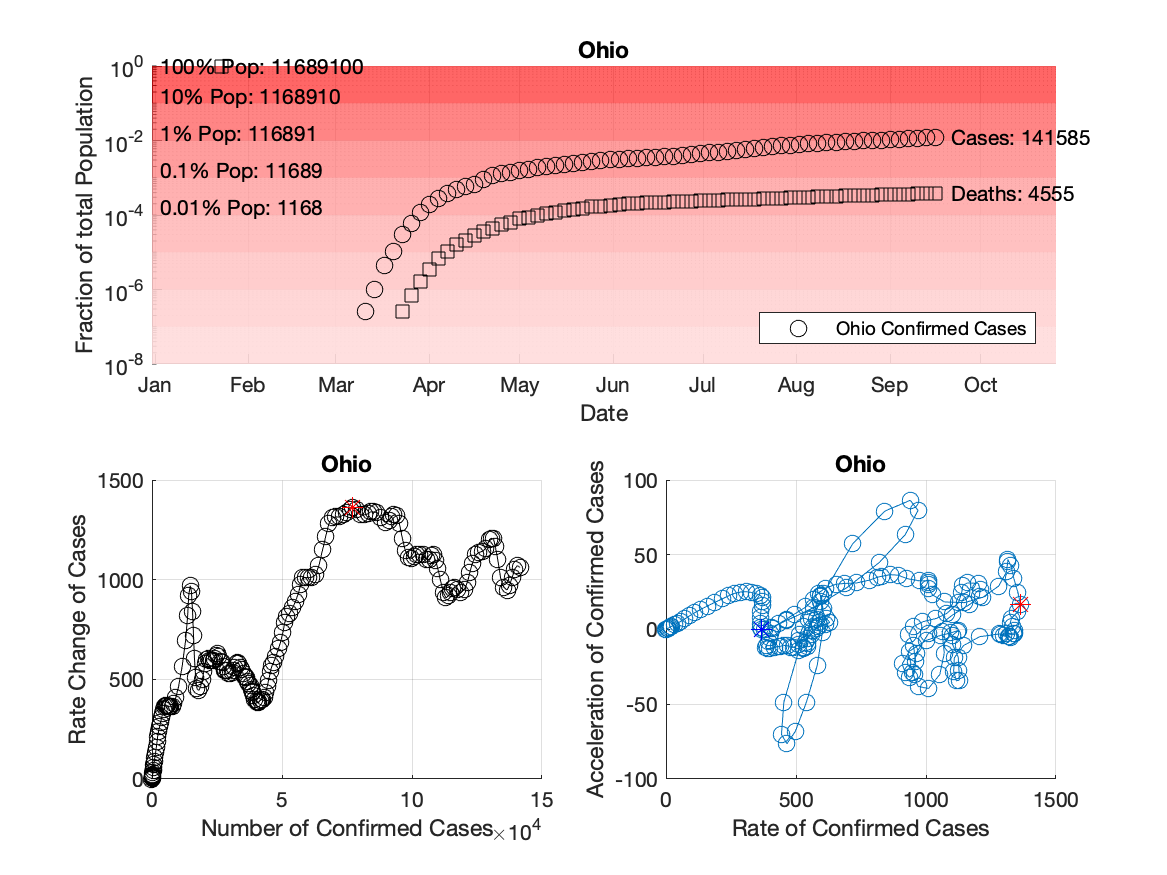 Ohio
10^0
10^-2
10^-4
10^-6
10^-8
Fraction of total Population
100% Pop: 11689100
10% Pop: 1168910
1% Pop: 116891
0.1% Pop: 11689
0.01% Pop: 1168
Cases: 141585
Deaths: 4555
Ohio Confirmed Cases
Jan Feb Mar Apr May Jun Jul Aug Sep Oct
Date
Ohio
1500
1000
500
0
Rate Change of Cases
0 5 10 15
Number of Confirmed Cases ×10^4
Ohio
100
50
0
-50
-100
Acceleration of Confirmed Cases
0 500 1000 1500
Rate of Confirmed Cases